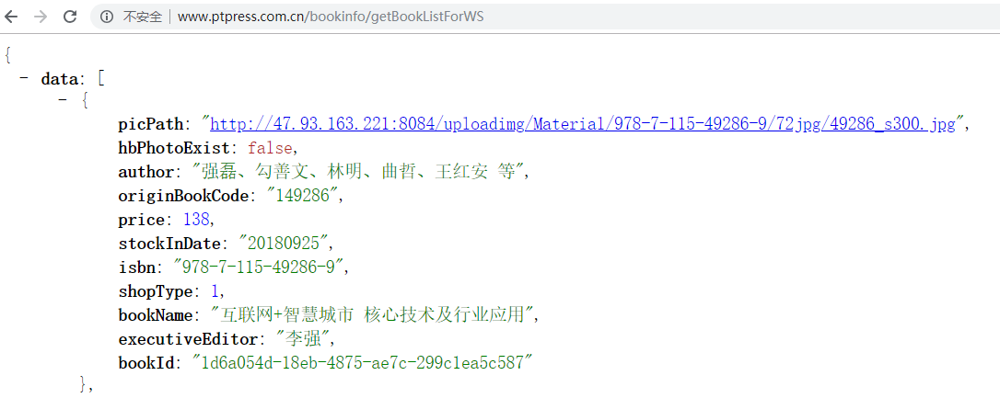 不安全 | www.ptpress.com.cn/bookinfo/getBookListForWS
{
- data: [
- {
picPath: "http://47.93.163.221:8084/uploadimg/Material/978-7-115-49286-9/72jpg/49286_s300.jpg",
hbPhotoExist: false,
author: "强磊、勾善文、林明、曲哲、王红安 等",
originBookCode: "149286",
price: 138,
stockInDate: "20180925",
isbn: "978-7-115-49286-9",
shopType: 1,
bookName: "互联网+智慧城市 核心技术及行业应用",
executiveEditor: "李强",
bookId: "1d6a054d-18eb-4875-ae7c-299c1ea5c587"
},